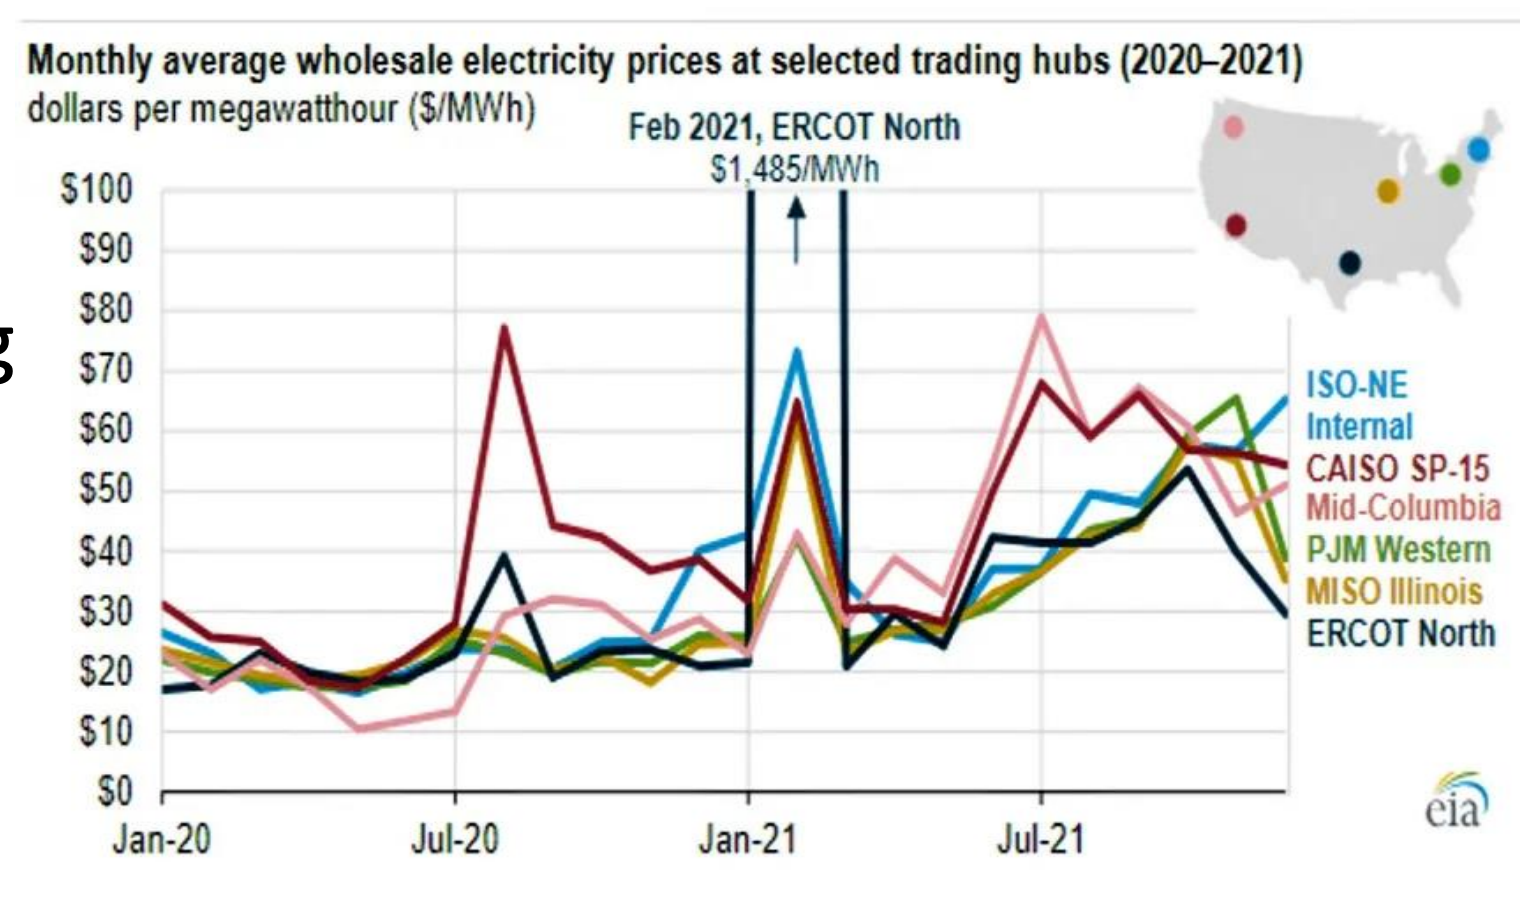 Monthly average wholesale electricity prices at selected trading hubs (2020–2021)
dollars per megawatthour ($/MWh)
Feb 2021, ERCOT North
$1,485/MWh
$100
$90
$80
$70
$60
$50
$40
$30
$20
$10
$0
Jan-20
Jul-20
Jan-21
Jul-21
ISO-NE
Internal
CAISO SP-15
Mid-Columbia
PJM Western
MISO Illinois
ERCOT North
eia
g